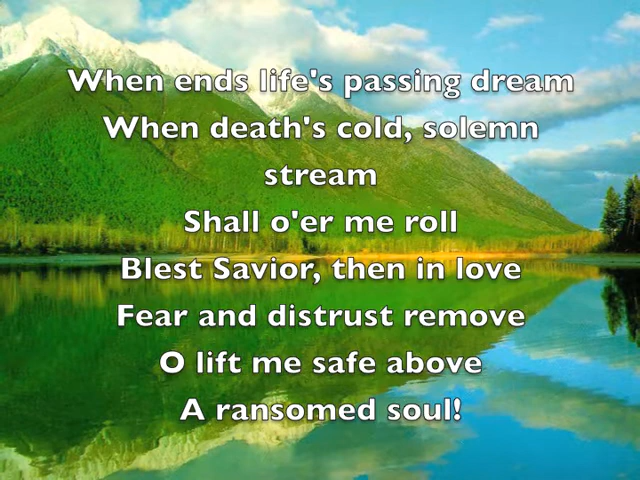 When ends life's passing dream
When death's cold, solemn
stream
Shall o'er me roll
Blest Savior, then in love
Fear and distrust remove
O lift me safe above
A ransomed soul!